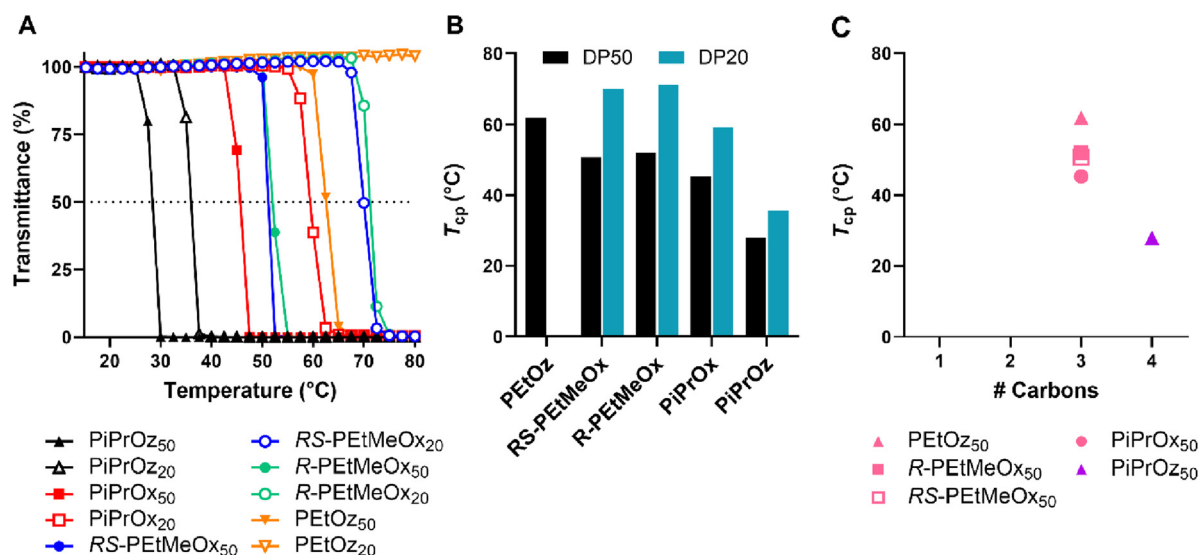 A
Transmittance (%)
100
75
50
25
0
20 30 40 50 60 70 80
Temperature (°C)
PiPrOz50
PiPrOz20
PiPrOx50
PiPrOx20
RS-PEtMeOx50
RS-PEtMeOx20
R-PEtMeOx50
R-PEtMeOx20
PEtOz50
PEtOz20
B
DP50 DP20
Tcp (°C)
80
60
40
20
0
PEtOz
RS-PEtMeOx
R-PEtMeOx
PiPrOx
PiPrOz
C
Tcp (°C)
80
60
40
20
0
1 2 3 4
# Carbons
PEtOz50
R-PEtMeOx50
RS-PEtMeOx50
PiPrOx50
PiPrOz50